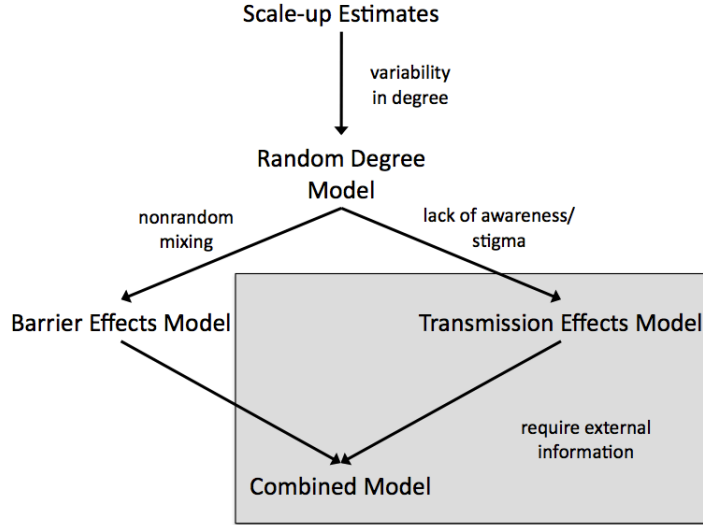 Scale-up Estimates
variability
in degree
Random Degree
Model
nonrandom
mixing
lack of awareness/
stigma
Barrier Effects Model
Transmission Effects Model
require external
information
Combined Model